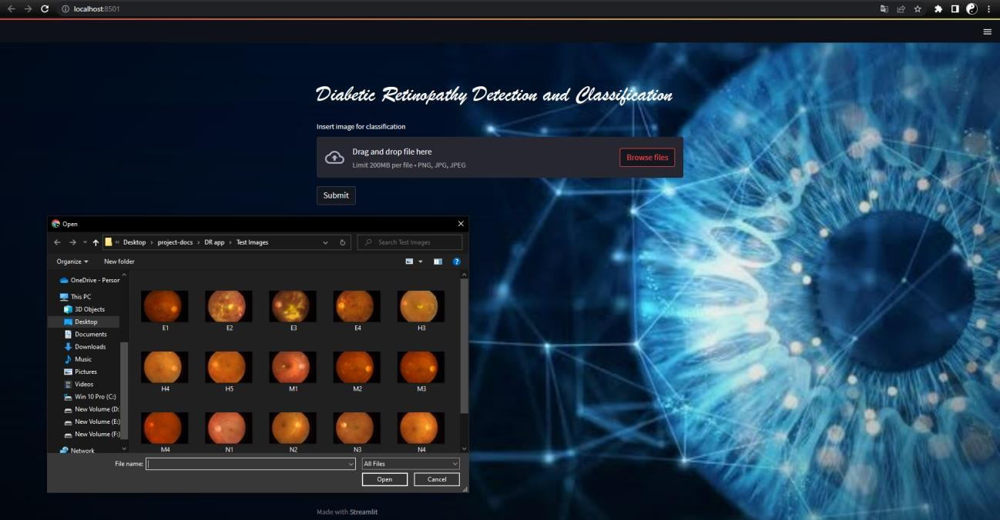 localhost:8501
Diabetic Retinopathy Detection and Classification
Insert image for classification
Drag and drop file here
Limit 200MB per file • PNG, JPG, JPEG
Browse files
Submit
Open
« Desktop › project-docs › DR app › Test Images
Search Test Images
Organize
New folder
OneDrive - Person
This PC
3D Objects
Desktop
Documents
Downloads
Music
Pictures
Videos
Win 10 Pro (C:)
New Volume (D:
New Volume (E:)
New Volume (F:)
Network
E1 E2 E3 E4 H3
H4 H5 M1 M2 M3
M4 N1 N2 N3 N4
File name:
All Files
Open
Cancel
Made with Streamlit